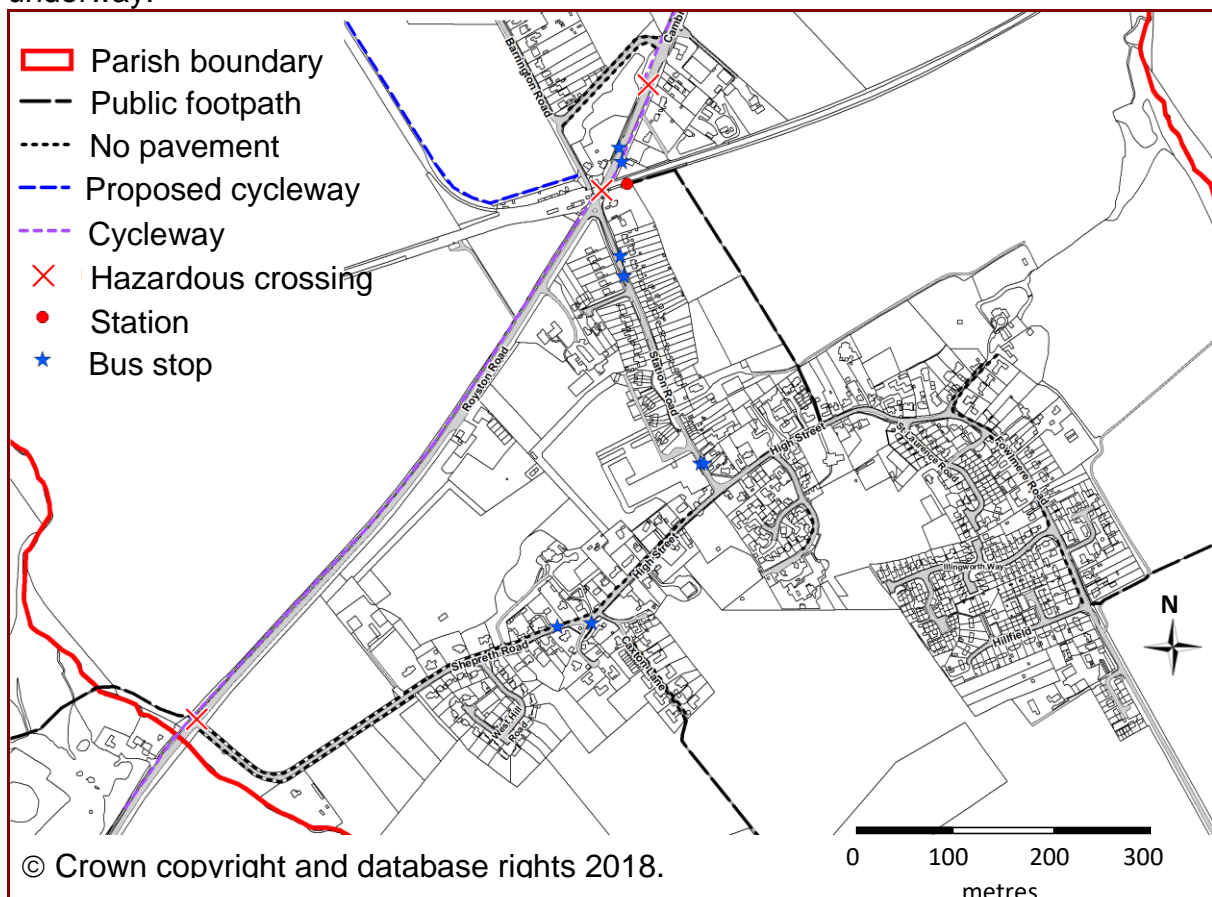 underway.
Parish boundary
Public footpath
No pavement
Proposed cycleway
Cycleway
Hazardous crossing
Station
Bus stop
Barrington Road
Cambri
Royston Road
Station Road
High Street
St Laurence Road
Fowlmere Road
Illingworth Way
Hillfield
High Street
Caxton Lane
Shepreth Road
West Hill
Road
N
0 100 200 300
metres
© Crown copyright and database rights 2018.